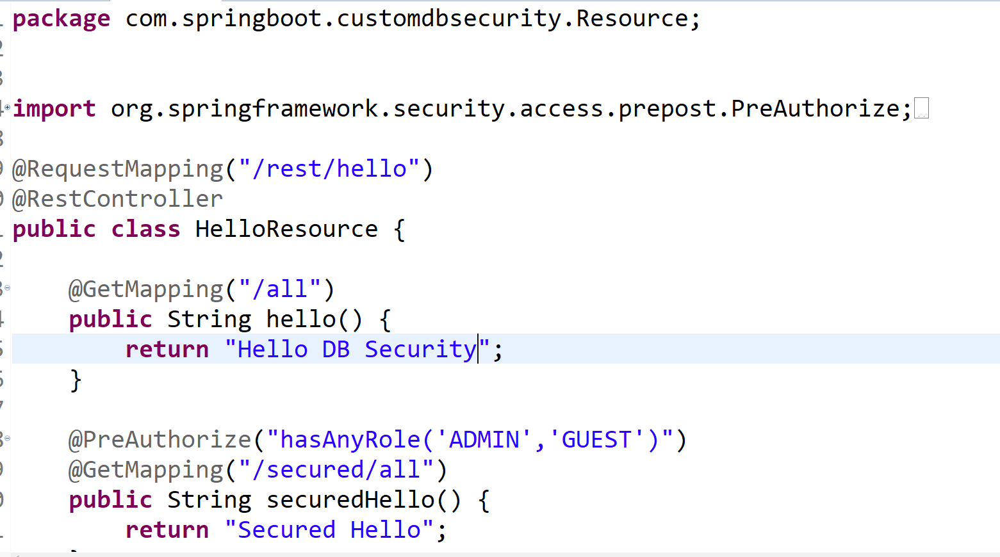 package com.springboot.customdbsecurity.Resource;
import org.springframework.security.access.prepost.PreAuthorize;
@RequestMapping("/rest/hello")
@RestController
public class HelloResource {
@GetMapping("/all")
public String hello() {
return "Hello DB Security";
}
@PreAuthorize("hasAnyRole('ADMIN','GUEST')")
@GetMapping("/secured/all")
public String securedHello() {
return "Secured Hello";